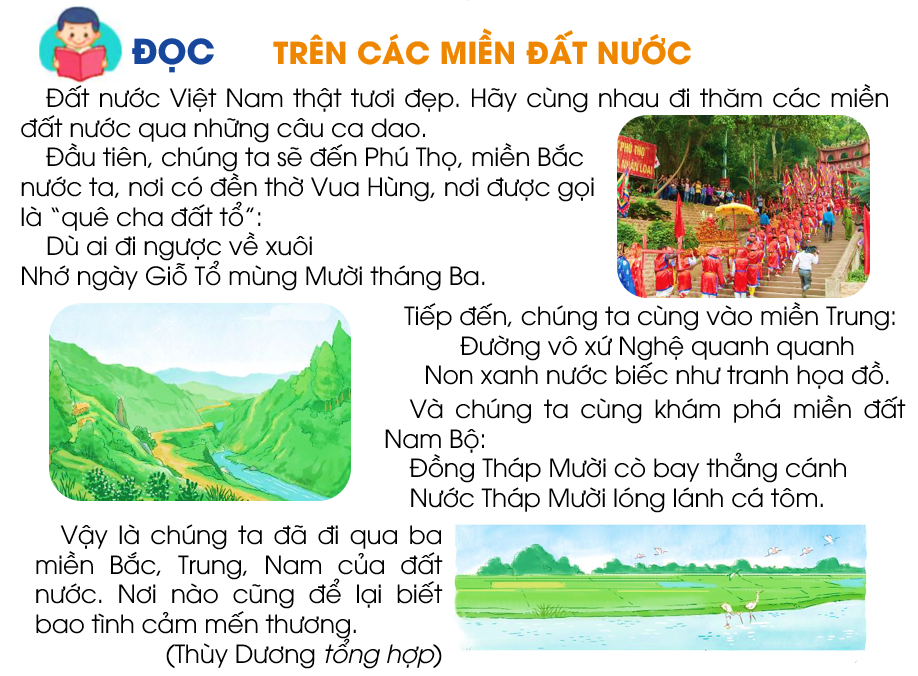 ĐỌC
TRÊN CÁC MIỀN ĐẤT NƯỚC
Đất nước Việt Nam thật tươi đẹp. Hãy cùng nhau đi thăm các miền
đất nước qua những câu ca dao.
Đầu tiên, chúng ta sẽ đến Phú Thọ, miền Bắc
nước ta, nơi có đền thờ Vua Hùng, nơi được gọi
là “quê cha đất tổ”:
Dù ai đi ngược về xuôi
Nhớ ngày Giỗ Tổ mùng Mười tháng Ba.
PHÚ THỌ
NHÂN LOẠI
Tiếp đến, chúng ta cùng vào miền Trung:
Đường vô xứ Nghệ quanh quanh
Non xanh nước biếc như tranh họa đồ.
Và chúng ta cùng khám phá miền đất
Nam Bộ:
Đồng Tháp Mười cò bay thẳng cánh
Nước Tháp Mười lóng lánh cá tôm.
Vậy là chúng ta đã đi qua ba
miền Bắc, Trung, Nam của đất
nước. Nơi nào cũng để lại biết
bao tình cảm mến thương.
(Thùy Dương tổng hợp)